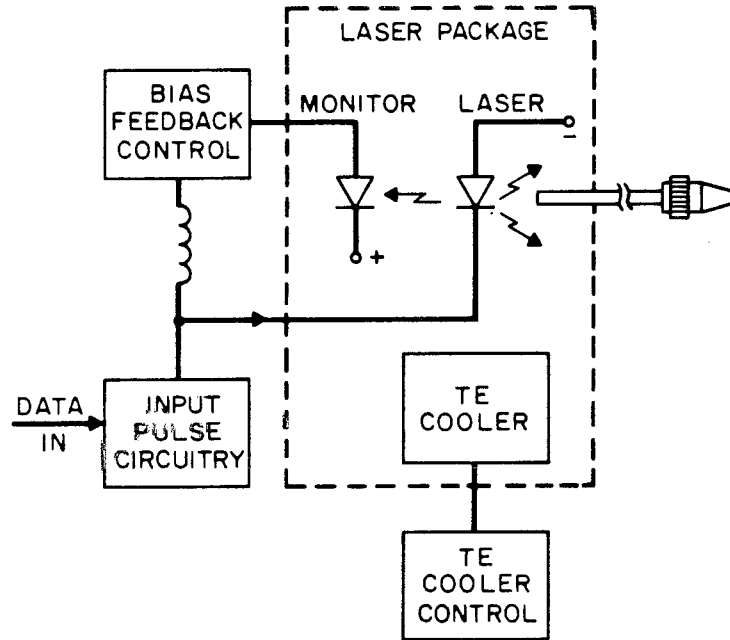 LASER PACKAGE
BIAS
FEEDBACK
CONTROL
MONITOR
LASER
-
+
DATA
IN
INPUT
PULSE
CIRCUITRY
TE
COOLER
TE
COOLER
CONTROL